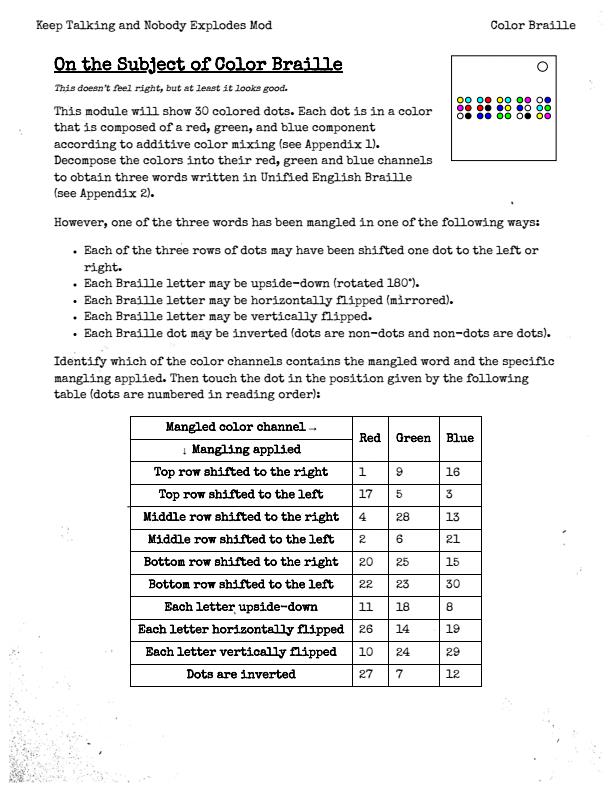 Keep Talking and Nobody Explodes Mod Color Braille
On the Subject of Color Braille
This doesn't feel right, but at least it looks good.
This module will show 30 colored dots. Each dot is in a color
that is composed of a red, green, and blue component
according to additive color mixing (see Appendix 1).
Decompose the colors into their red, green and blue channels
to obtain three words written in Unified English Braille
(see Appendix 2).
However, one of the three words has been mangled in one of the following ways:
• Each of the three rows of dots may have been shifted one dot to the left or
right.
• Each Braille letter may be upside-down (rotated 180°).
• Each Braille letter may be horizontally flipped (mirrored).
• Each Braille letter may be vertically flipped.
• Each Braille dot may be inverted (dots are non-dots and non-dots are dots).
Identify which of the color channels contains the mangled word and the specific
mangling applied. Then touch the dot in the position given by the following
table (dots are numbered in reading order):
Mangled color channel → Red Green Blue
↓ Mangling applied
Top row shifted to the right 1 9 16
Top row shifted to the left 17 5 3
Middle row shifted to the right 4 28 13
Middle row shifted to the left 2 6 21
Bottom row shifted to the right 20 25 15
Bottom row shifted to the left 22 23 30
Each letter upside-down 11 18 8
Each letter horizontally flipped 26 14 19
Each letter vertically flipped 10 24 29
Dots are inverted 27 7 12